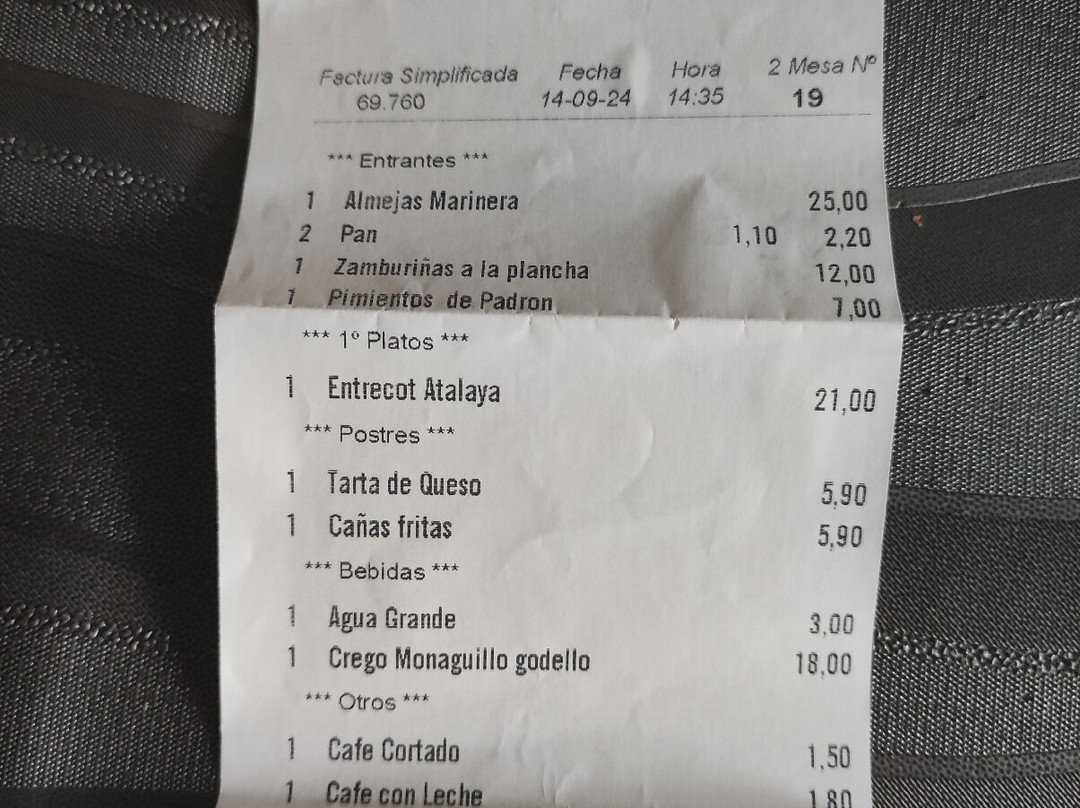 Factura Simplificada Fecha Hora 2 Mesa Nº
69.760 14-09-24 14:35 19
*** Entrantes ***
1 Almejas Marinera 25,00
2 Pan 1,10 2,20
1 Zamburiñas a la plancha 12,00
1 Pimientos de Padron 7,00
*** 1º Platos ***
1 Entrecot Atalaya 21,00
*** Postres ***
1 Tarta de Queso 5,90
1 Cañas fritas 5,90
*** Bebidas ***
1 Agua Grande 3,00
1 Crego Monaguillo godello 18,00
*** Otros ***
1 Cafe Cortado 1,50
1 Cafe con Leche 1,80